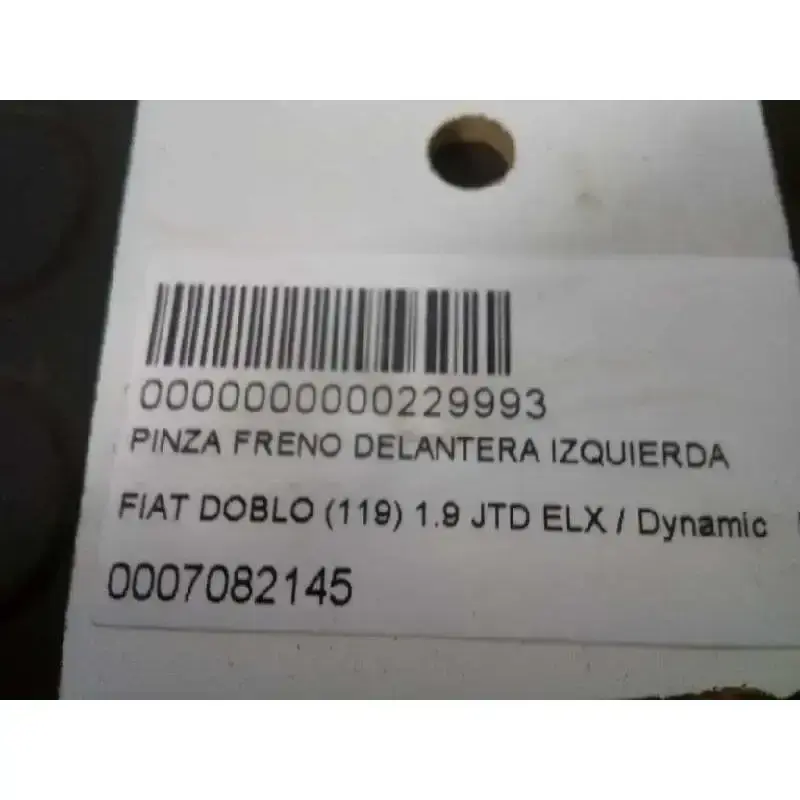 0000000000229993
PINZA FRENO DELANTERA IZQUIERDA
FIAT DOBLO (119) 1.9 JTD ELX / Dynamic
0007082145